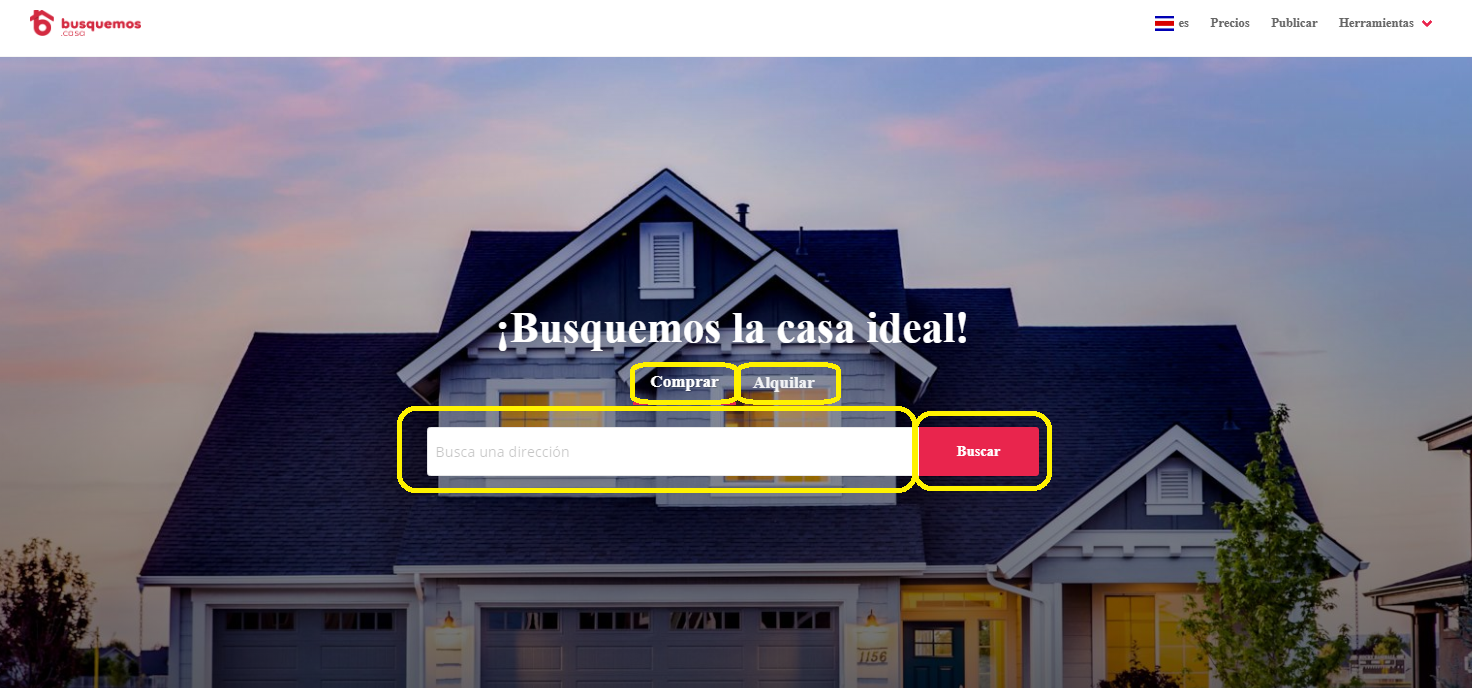 busquemos
.casa
es Precios Publicar Herramientas
¡Busquemos la casa ideal!
Comprar Alquilar
Busca una dirección Buscar
1156